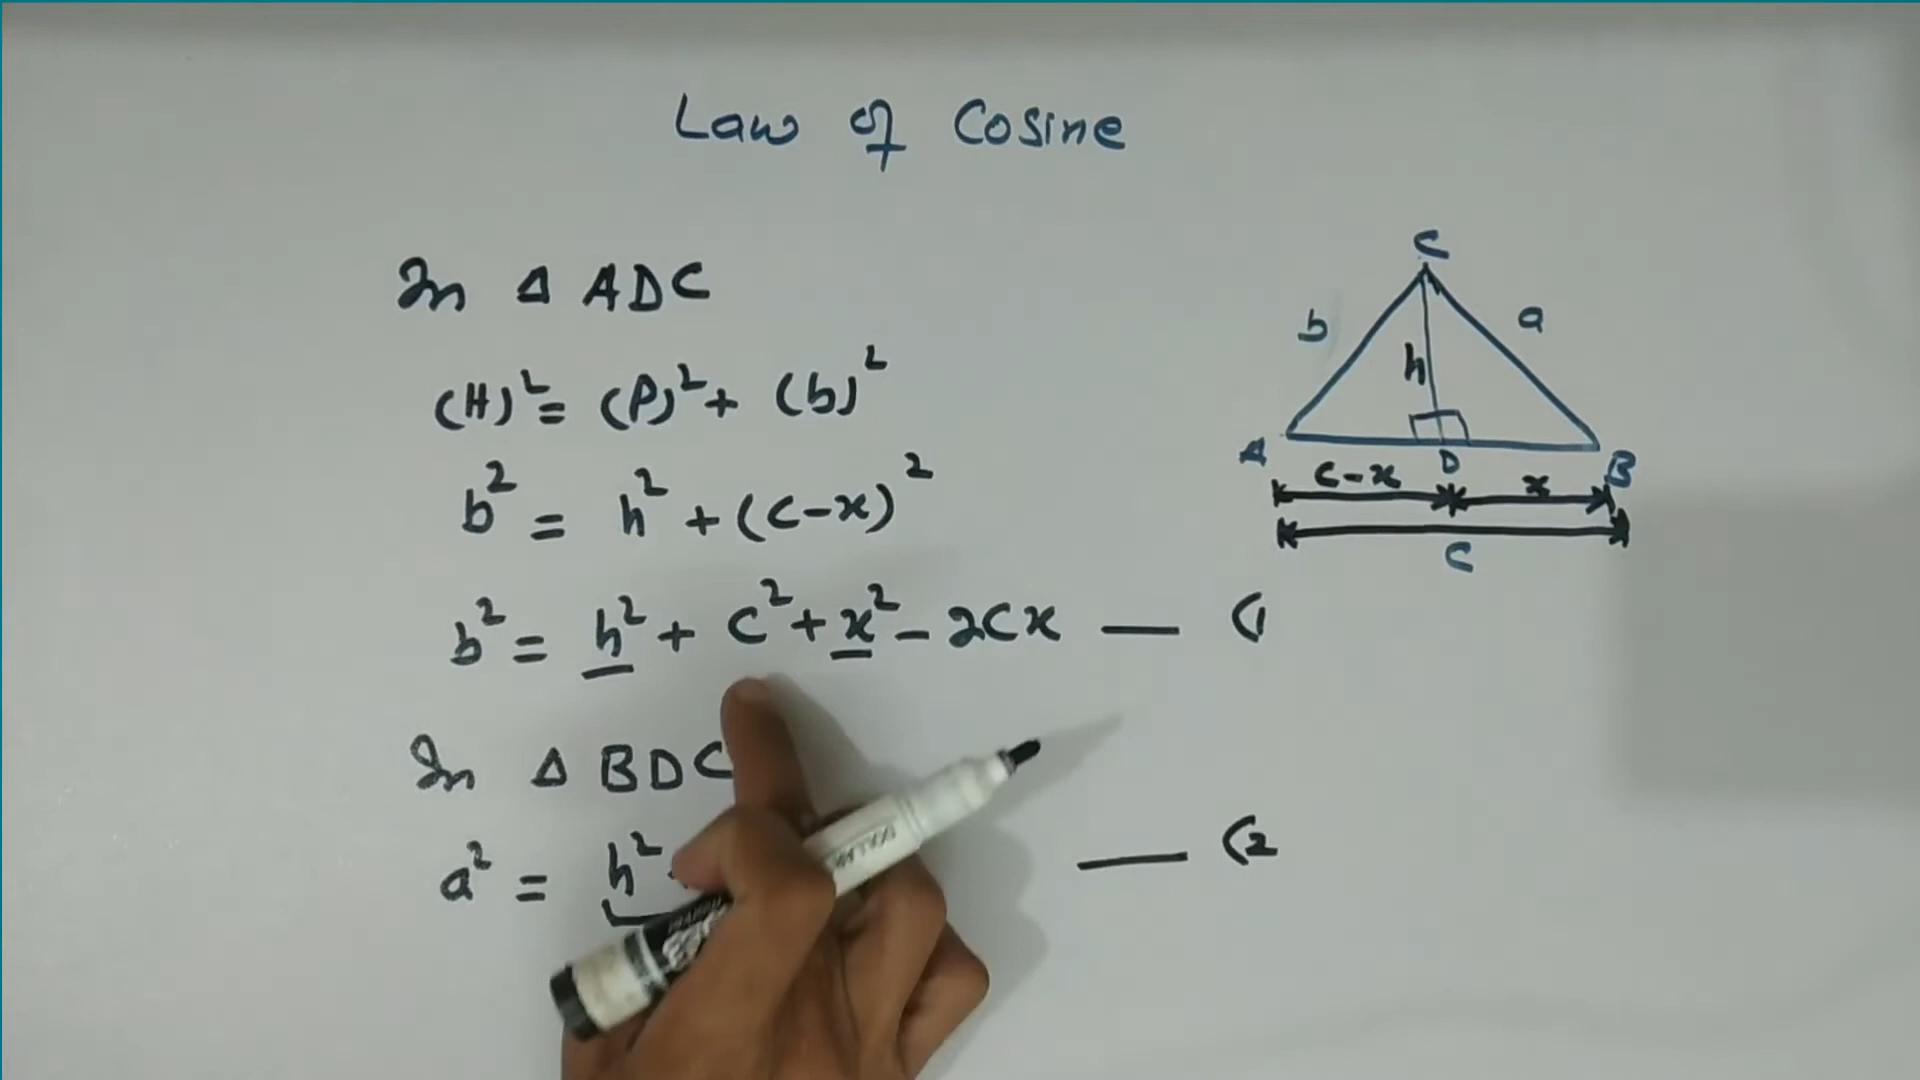 Law of Cosine
In Δ ADC
(H)² = (P)² + (b)²
b² = h² + (c-x)²
b² = h² + c² + x² - 2cx — (1
In Δ BDC
a² = h² — (2
C
b
a
h
A
D
B
c-x
x
c